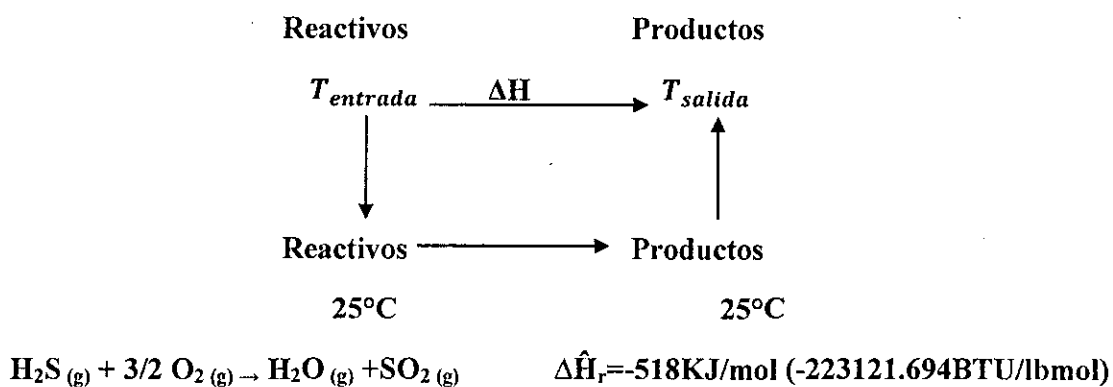 Reactivos Productos
T_entrada ΔH T_salida
Reactivos Productos
25°C 25°C
H₂S (g) + 3/2 O₂ (g) → H₂O (g) +SO₂ (g) ΔĤᵣ=-518KJ/mol (-223121.694BTU/lbmol)